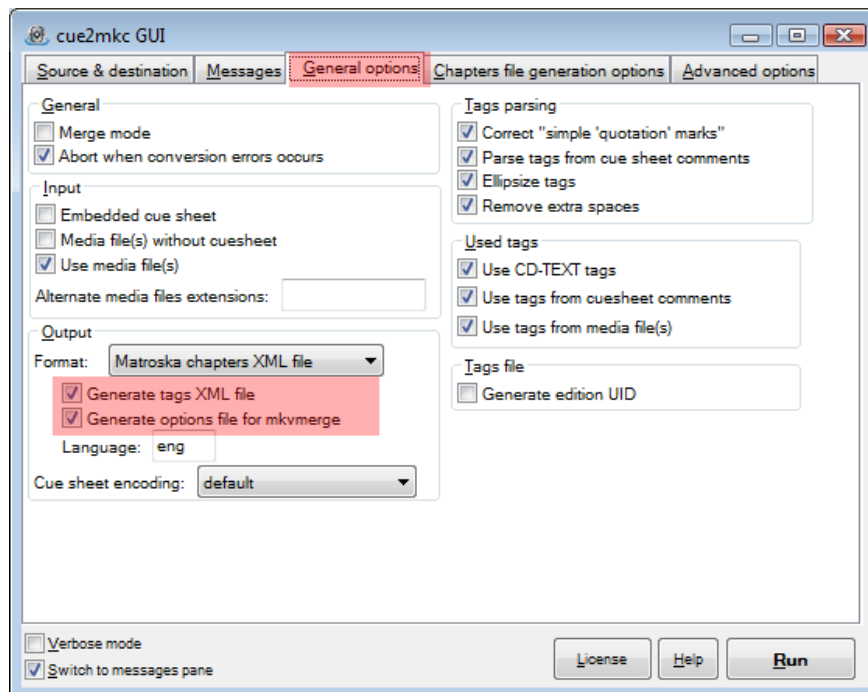 cue2mkc GUI
Source & destination Messages General options Chapters file generation options Advanced options
General
Merge mode
Abort when conversion errors occurs
Input
Embedded cue sheet
Media file(s) without cuesheet
Use media file(s)
Alternate media files extensions:
Output
Format: Matroska chapters XML file
Generate tags XML file
Generate options file for mkvmerge
Language: eng
Cue sheet encoding: default
Tags parsing
Correct "simple 'quotation' marks"
Parse tags from cue sheet comments
Ellipsize tags
Remove extra spaces
Used tags
Use CD-TEXT tags
Use tags from cuesheet comments
Use tags from media file(s)
Tags file
Generate edition UID
Verbose mode
Switch to messages pane
License Help Run